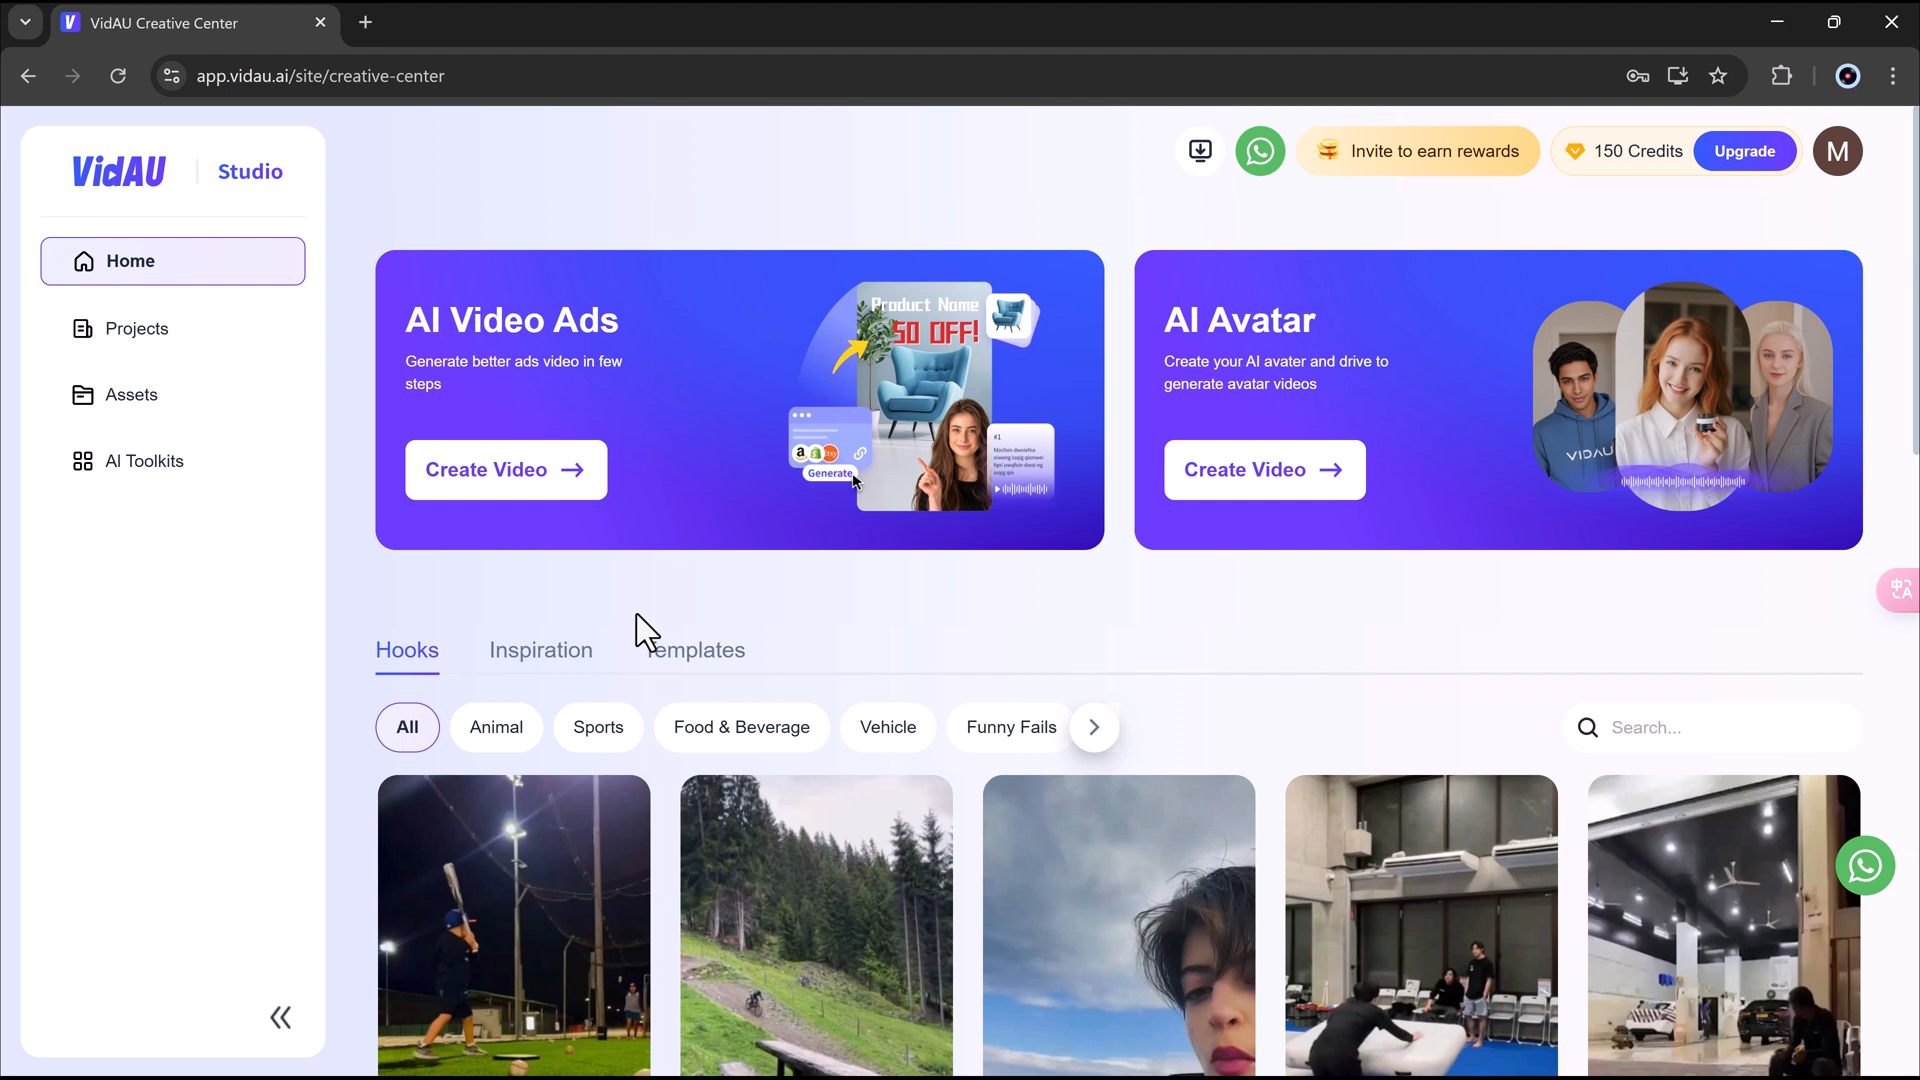 VidAU Creative Center
app.vidau.ai/site/creative-center
VidAU
Studio
Invite to earn rewards
150 Credits
Upgrade
M
Home
Projects
Assets
AI Toolkits
AI Video Ads
Generate better ads video in few
steps
Create Video
Product Name
50 OFF!
Generate
#1
AI Avatar
Create your AI avater and drive to
generate avatar videos
Create Video
VIDAU
Hooks
Inspiration
Templates
All
Animal
Sports
Food & Beverage
Vehicle
Funny Fails
Search...